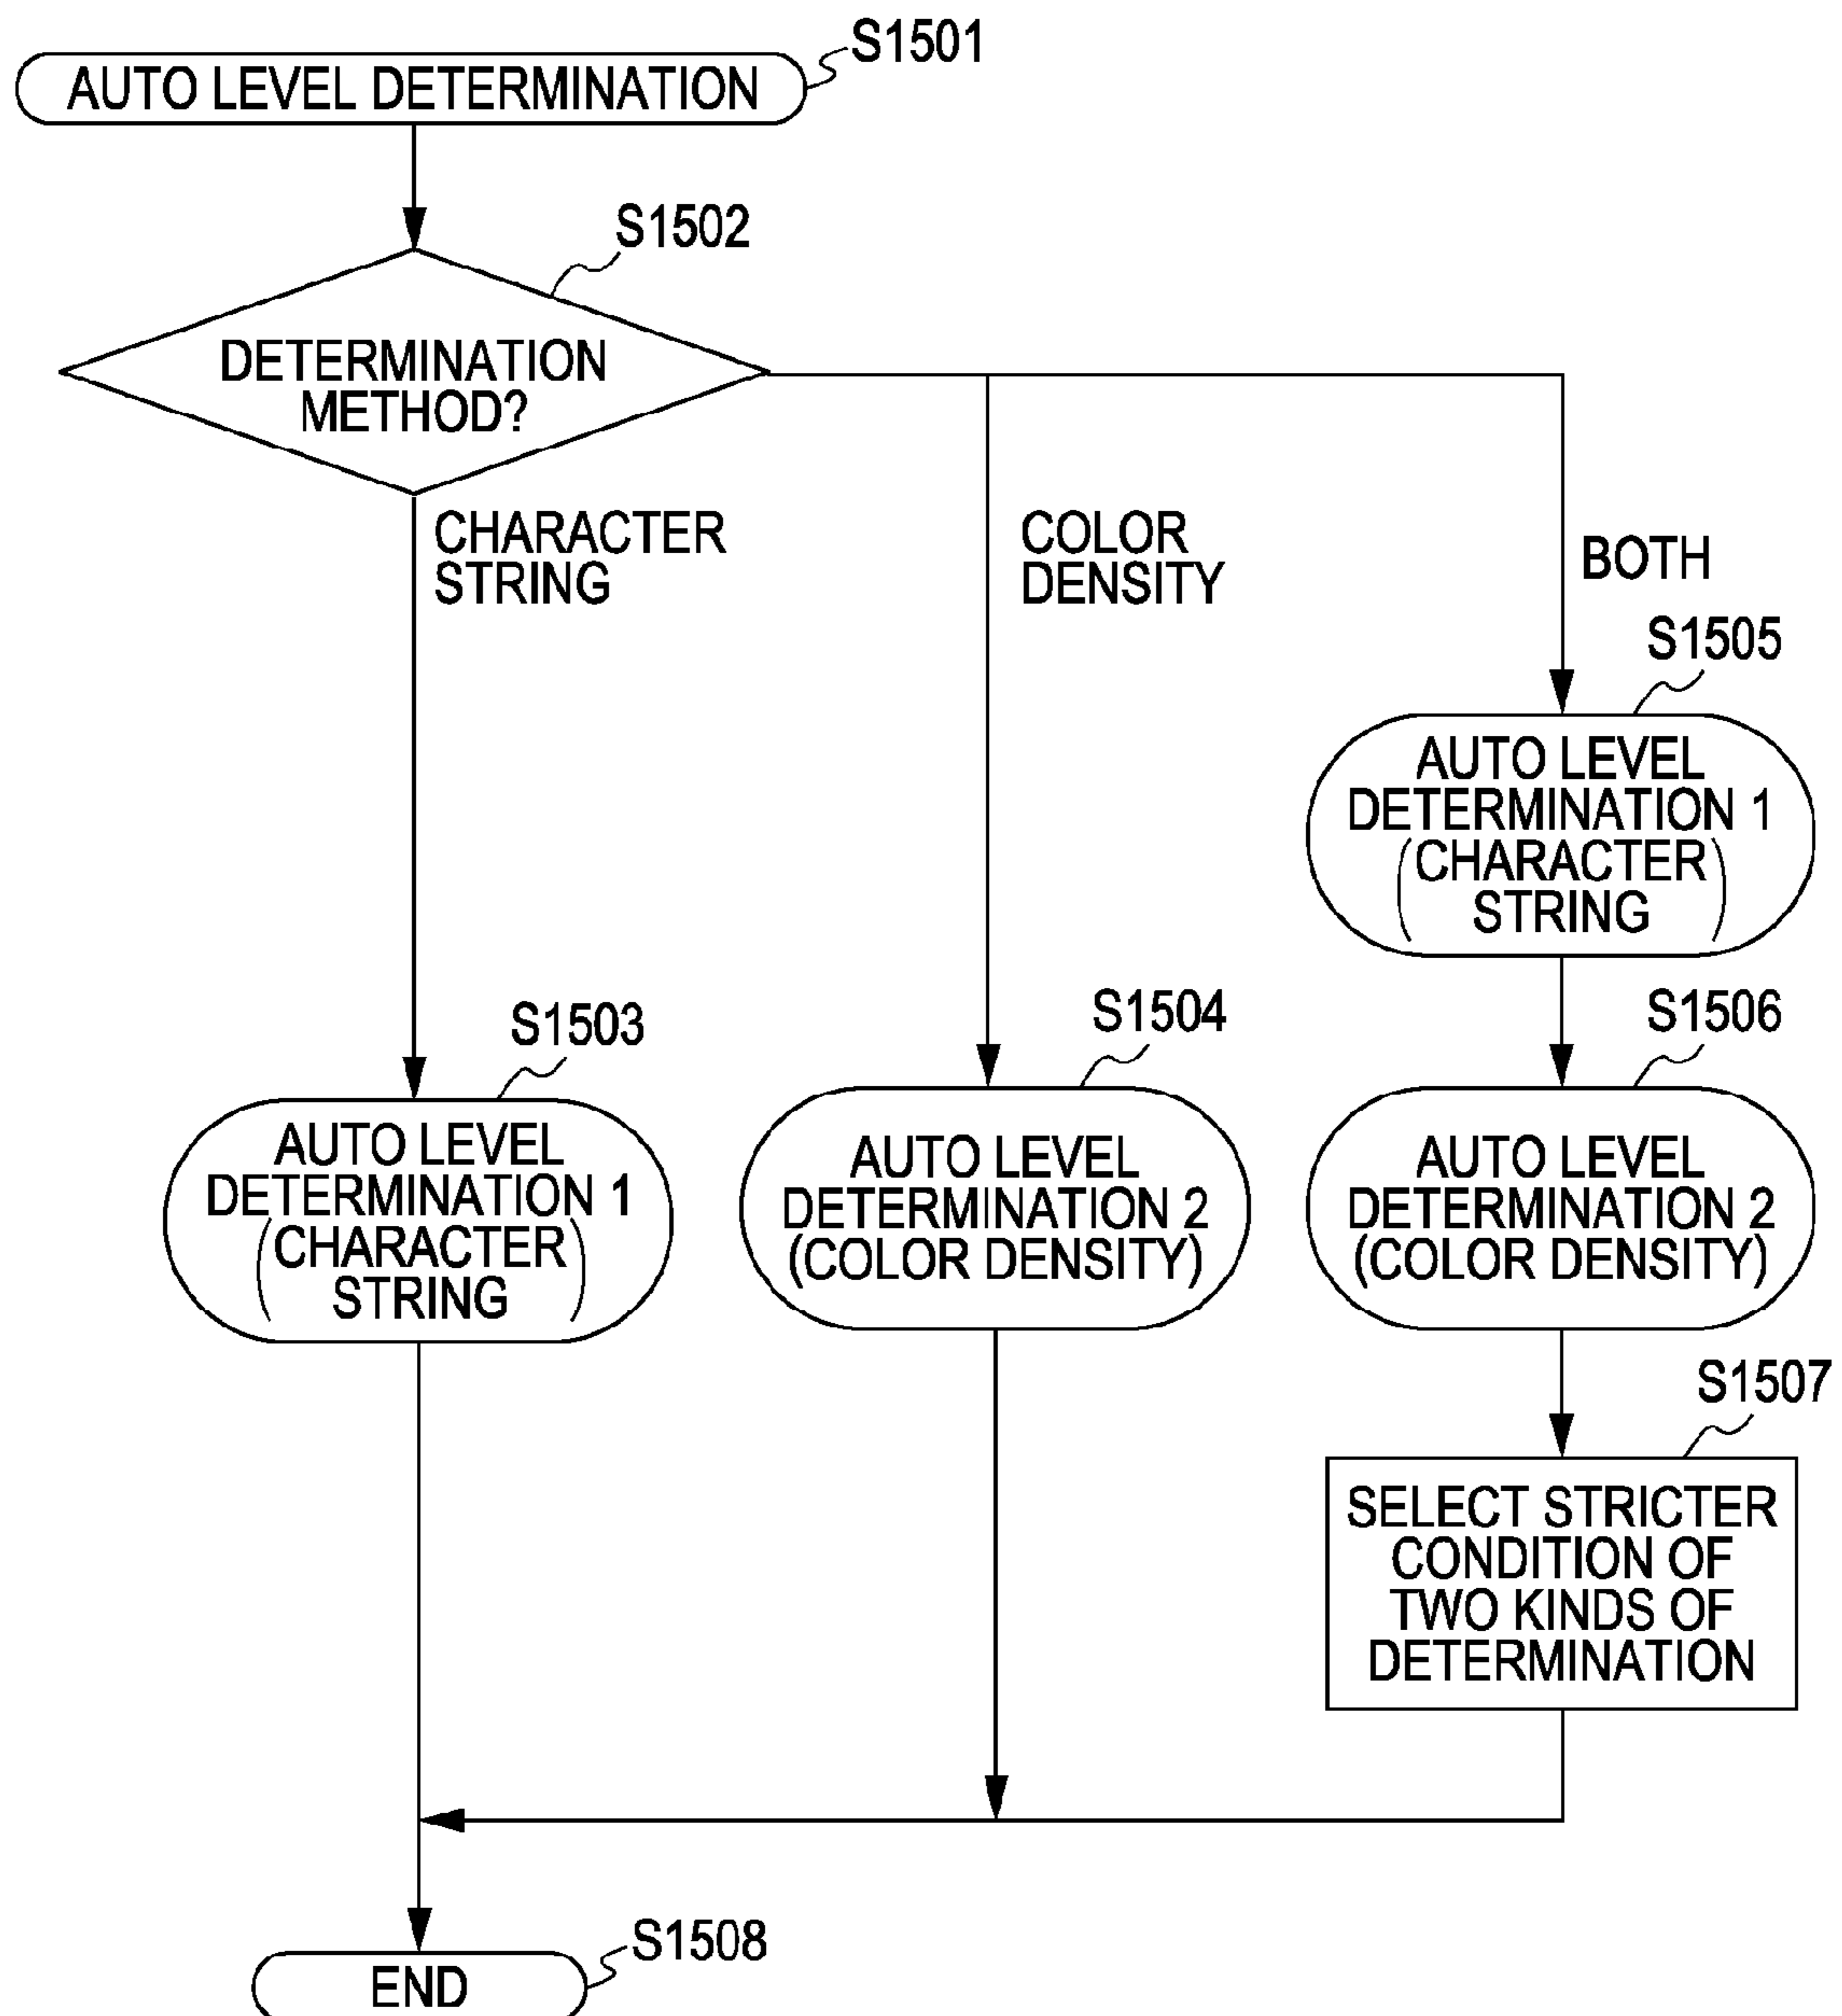 S1501
AUTO LEVEL DETERMINATION
S1502
DETERMINATION
METHOD?
CHARACTER
STRING
COLOR
DENSITY
BOTH
S1505
AUTO LEVEL
DETERMINATION 1
(CHARACTER
STRING)
S1503
AUTO LEVEL
DETERMINATION 1
(CHARACTER
STRING)
S1504
AUTO LEVEL
DETERMINATION 2
(COLOR DENSITY)
S1506
AUTO LEVEL
DETERMINATION 2
(COLOR DENSITY)
S1507
SELECT STRICTER
CONDITION OF
TWO KINDS OF
DETERMINATION
S1508
END